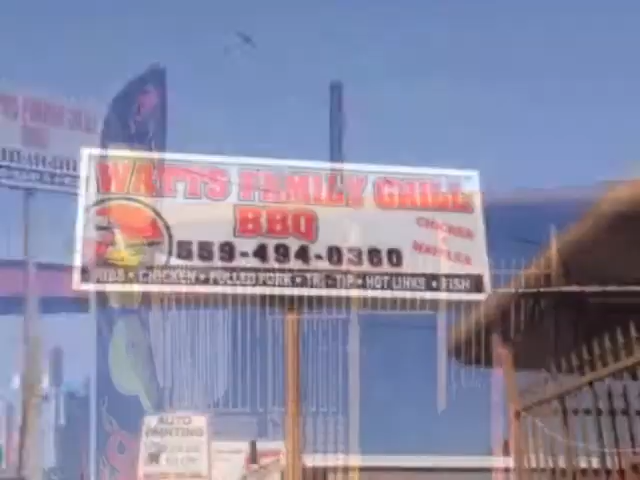 WATTS FAMILY GRILL
BBQ
CHICKEN
&
WAFFLES
559-494-0360
RIBS • CHICKEN • PULLED PORK • TRI-TIP • HOT LINKS • FISH
AUTO
PAINTING